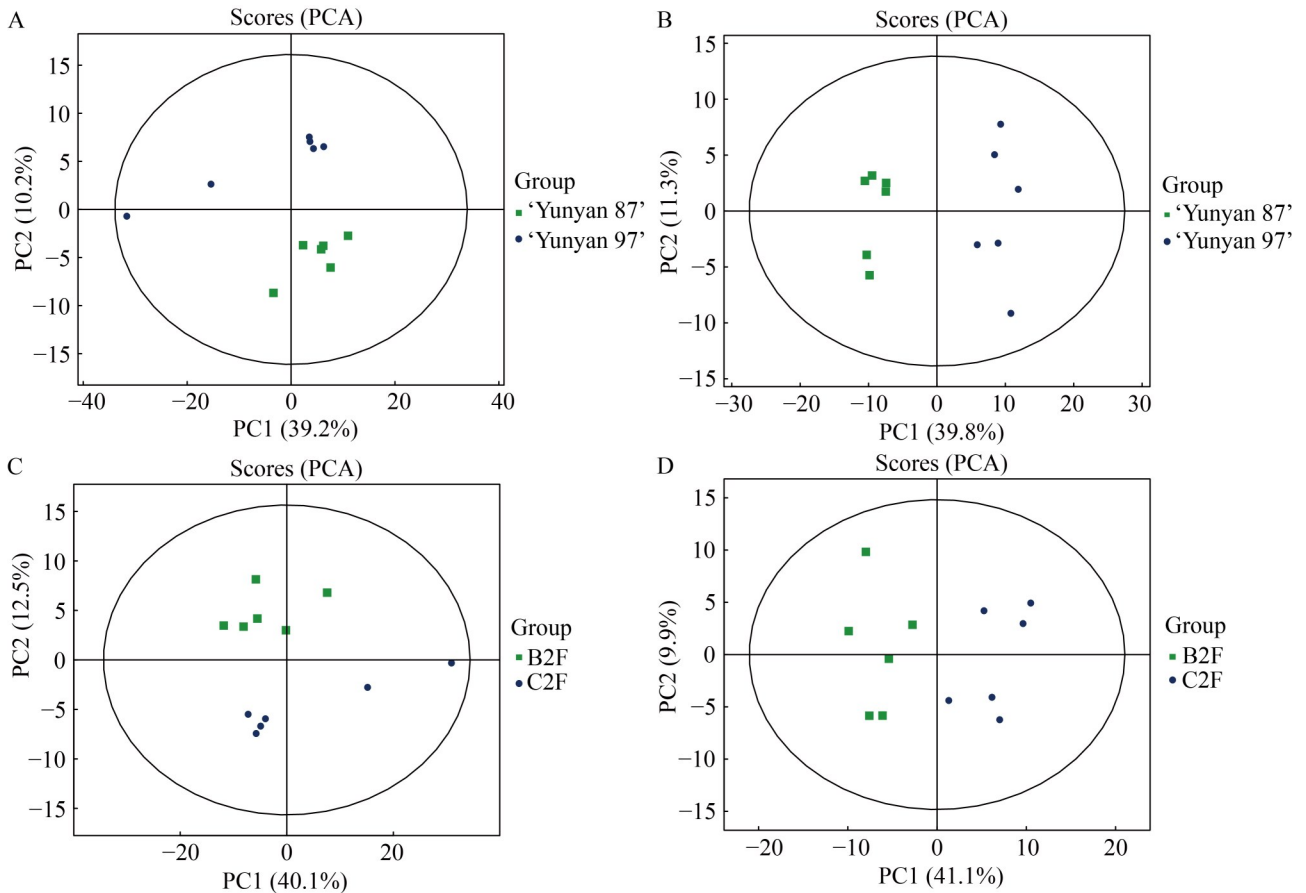 A
Scores (PCA)
15
10
5
0
−5
−10
−15
PC2 (10.2%)
−40
−20
0
20
40
PC1 (39.2%)
Group
‘Yunyan 87’
‘Yunyan 97’
B
Scores (PCA)
15
10
5
0
−5
−10
−15
PC2 (11.3%)
−30
−20
−10
0
10
20
30
PC1 (39.8%)
Group
‘Yunyan 87’
‘Yunyan 97’
C
Scores (PCA)
15
10
5
0
−5
−10
−15
PC2 (12.5%)
−20
0
20
PC1 (40.1%)
Group
B2F
C2F
D
Scores (PCA)
15
10
5
0
−5
−10
−15
PC2 (9.9%)
−20
−10
0
10
20
PC1 (41.1%)
Group
B2F
C2F